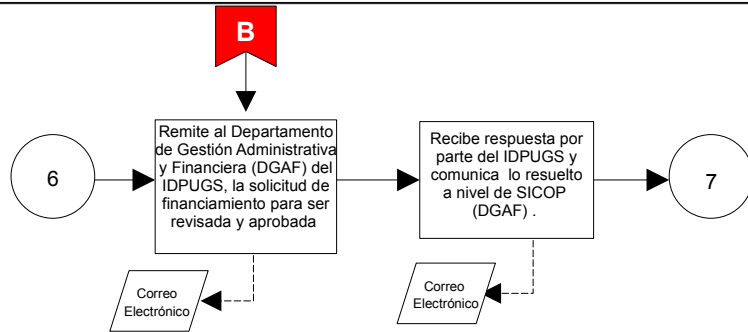 B
6
Remite al Departamento
de Gestión Administrativa
y Financiera (DGAF) del
IDPUGS, la solicitud de
financiamiento para ser
revisada y aprobada
Recibe respuesta por
parte del IDPUGS y
comunica lo resuelto
a nivel de SICOP
(DGAF) .
7
Correo
Electrónico
Correo
Electrónico